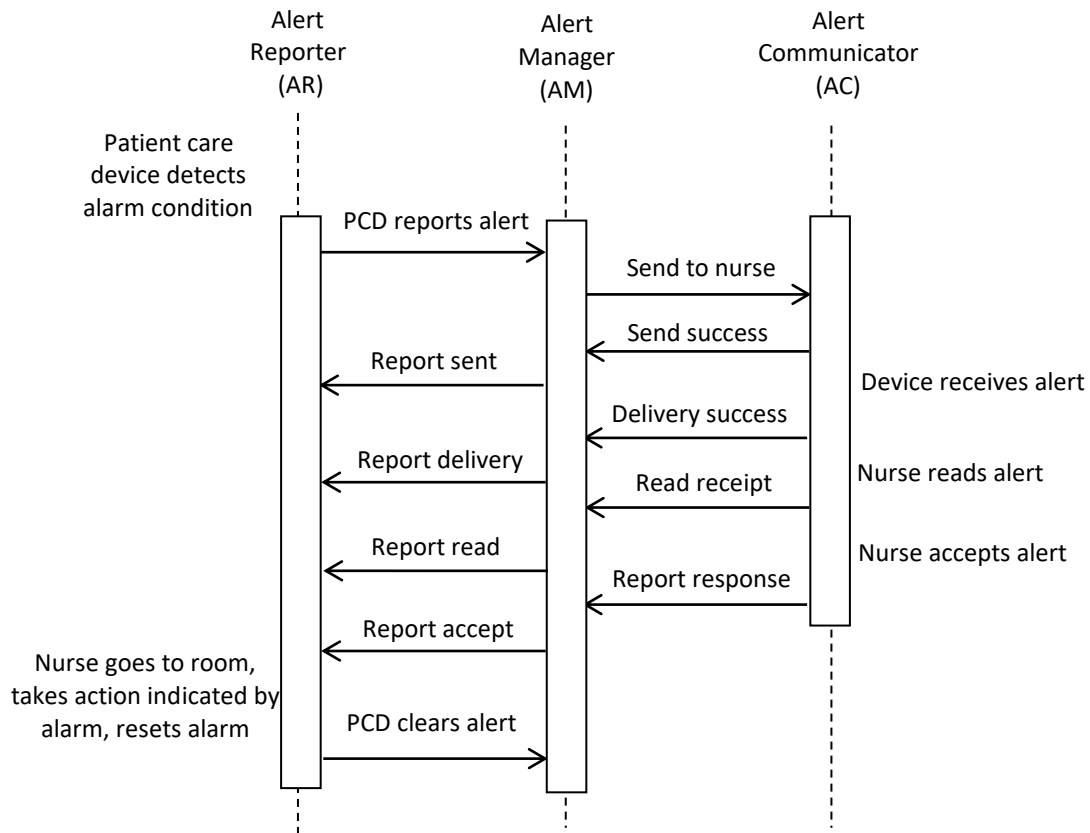 Alert
Reporter
(AR)
Alert
Manager
(AM)
Alert
Communicator
(AC)
Patient care
device detects
alarm condition
PCD reports alert
Send to nurse
Send success
Report sent
Device receives alert
Delivery success
Report delivery
Nurse reads alert
Read receipt
Report read
Nurse accepts alert
Report response
Report accept
Nurse goes to room,
takes action indicated by
alarm, resets alarm
PCD clears alert